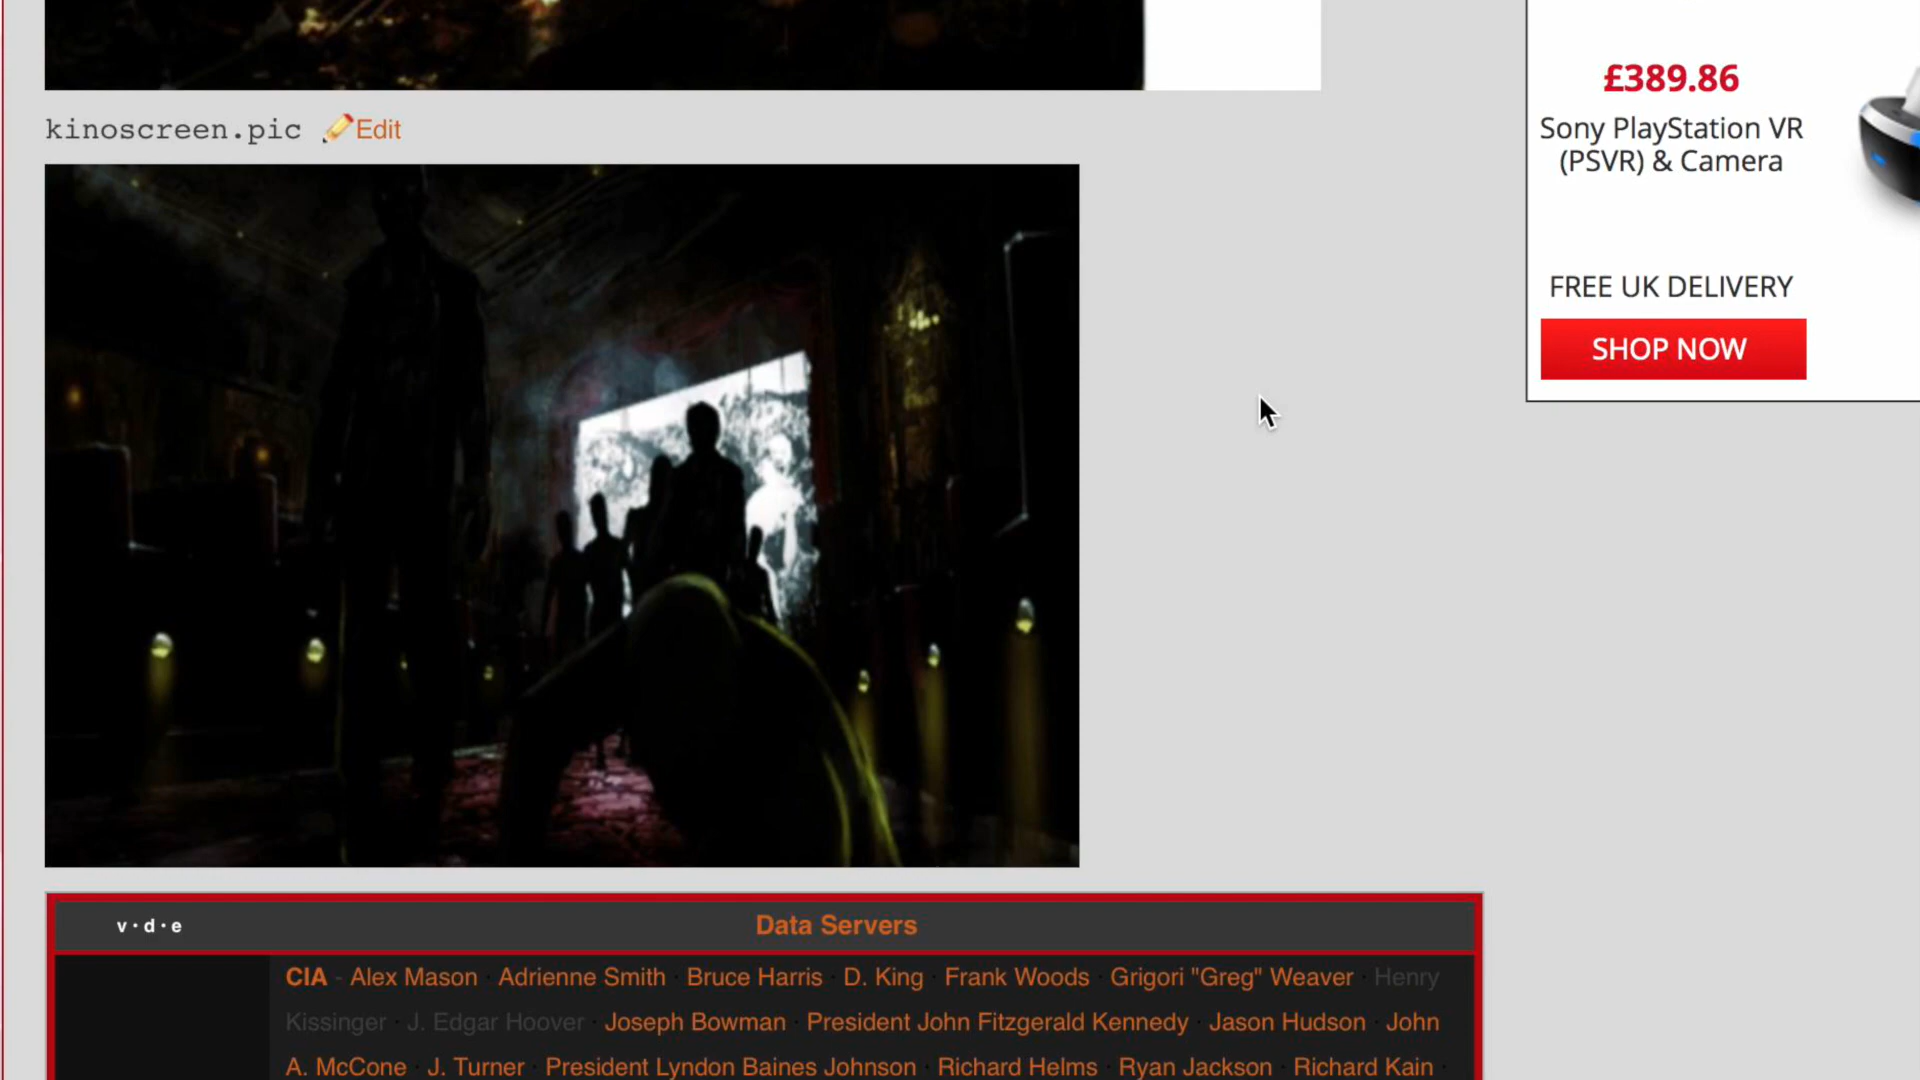 £389.86
Sony PlayStation VR
(PSVR) & Camera
FREE UK DELIVERY
SHOP NOW
kinoscreen.pic Edit
v · d · e
Data Servers
CIA - Alex Mason · Adrienne Smith · Bruce Harris · D. King · Frank Woods · Grigori "Greg" Weaver · Henry
Kissinger · J. Edgar Hoover · Joseph Bowman · President John Fitzgerald Kennedy · Jason Hudson · John
A. McCone · J. Turner · President Lyndon Baines Johnson · Richard Helms · Ryan Jackson · Richard Kain ·